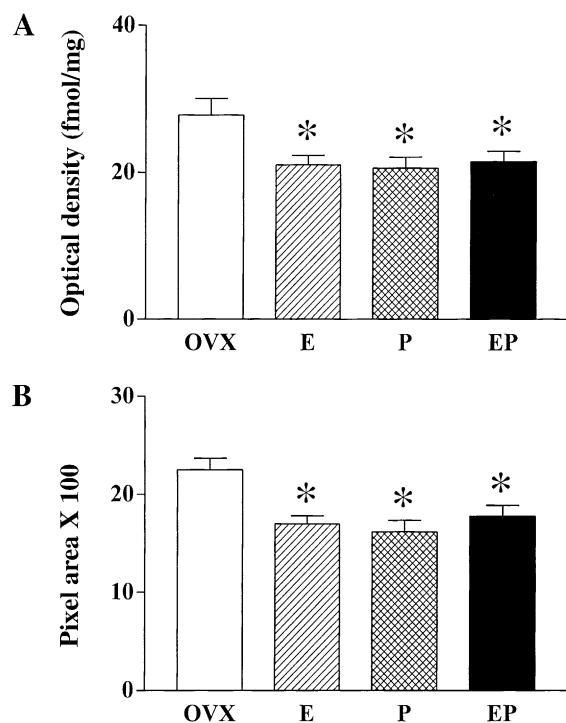 A
Optical density (fmol/mg)
40
20
0
* * *
OVX E P EP
B
Pixel area X 100
30
20
10
0
* * *
OVX E P EP